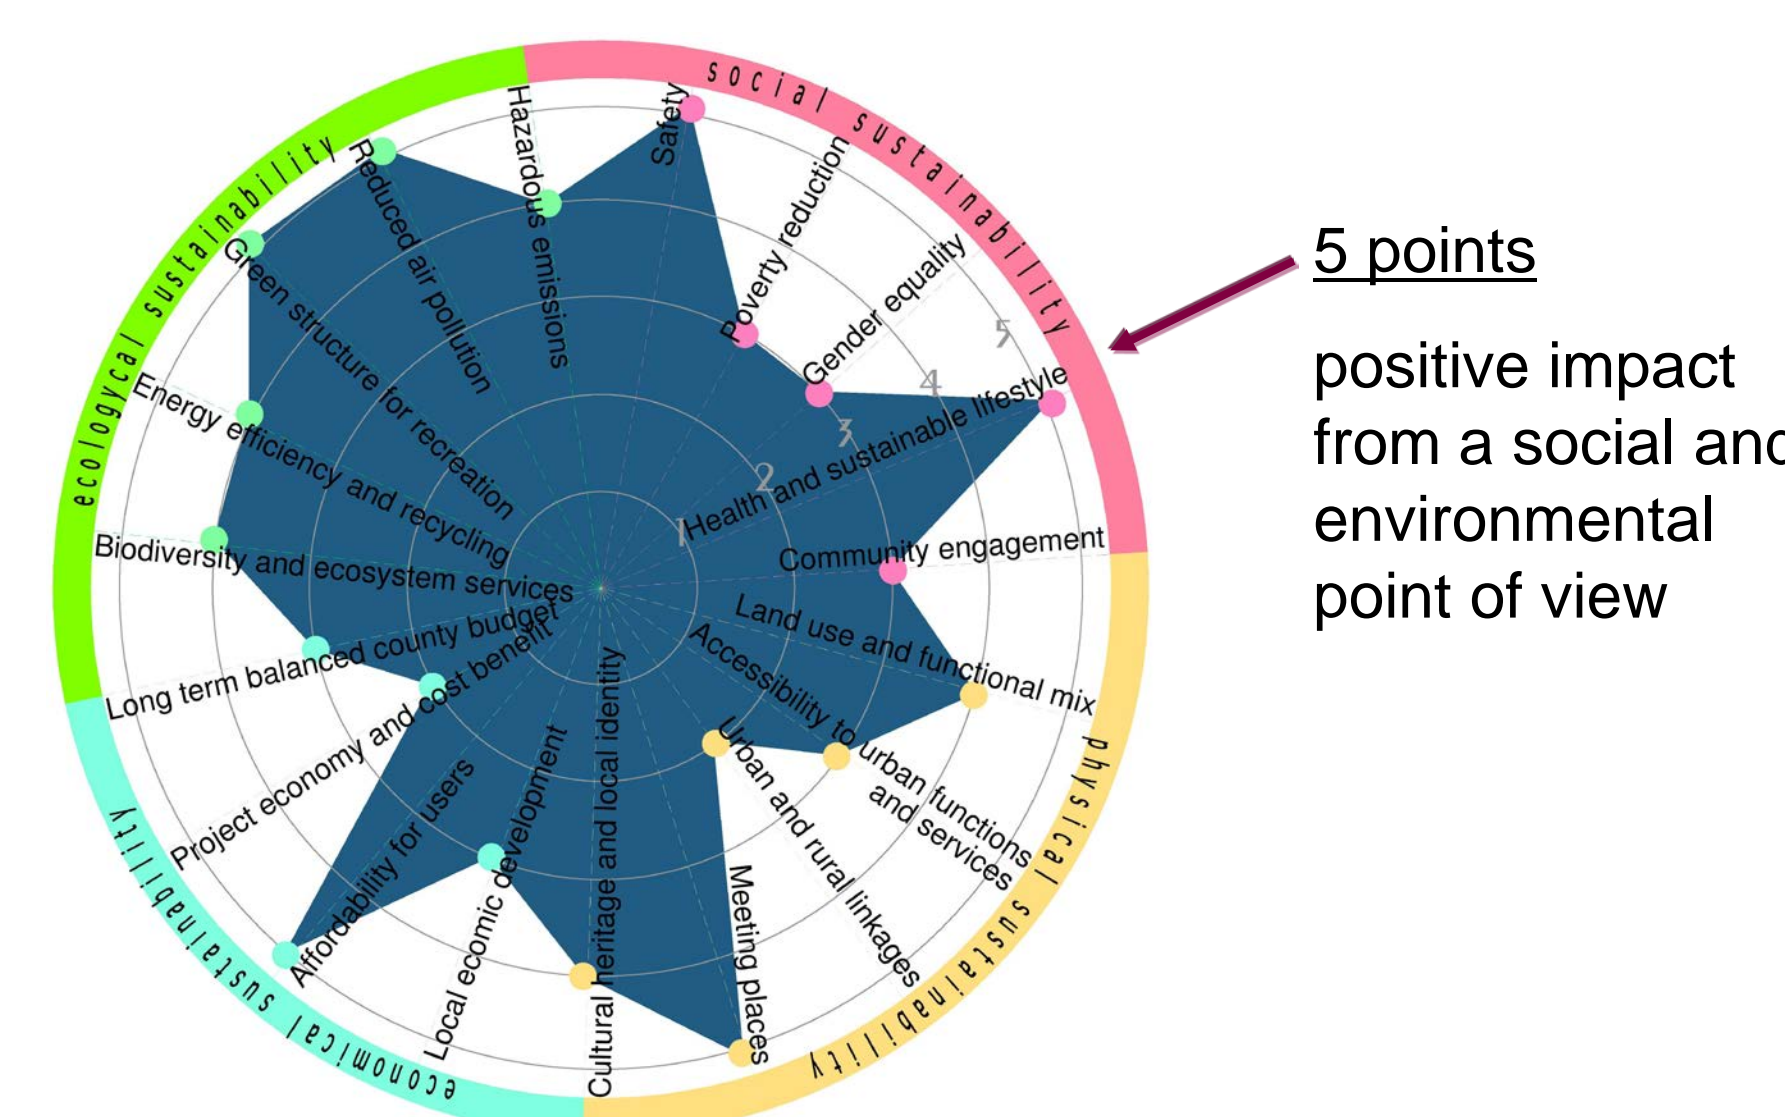 social sustainability
Safety
Poverty reduction
Gender equality
Health and sustainable lifestyle
Community engagement
physical sustainability
Land use and functional mix
Accessibility to urban functions
and services
Urban and rural linkages
Meeting places
Cultural heritage and local identity
economical sustainability
Local ecomic development
Affordability for users
Project economy and cost benefit
Long term balanced county budget
ecologycal sustainability
Biodiversity and ecosystem services
Energy efficiency and recycling
Green structure for recreation
Reduced air pollution
Hazardous emissions
1
2
3
4
5
5 points
positive impact
from a social and
environmental
point of view